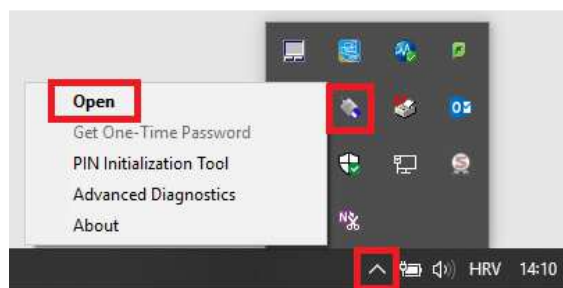 Open
Get One-Time Password
PIN Initialization Tool
Advanced Diagnostics
About
HRV 14:10